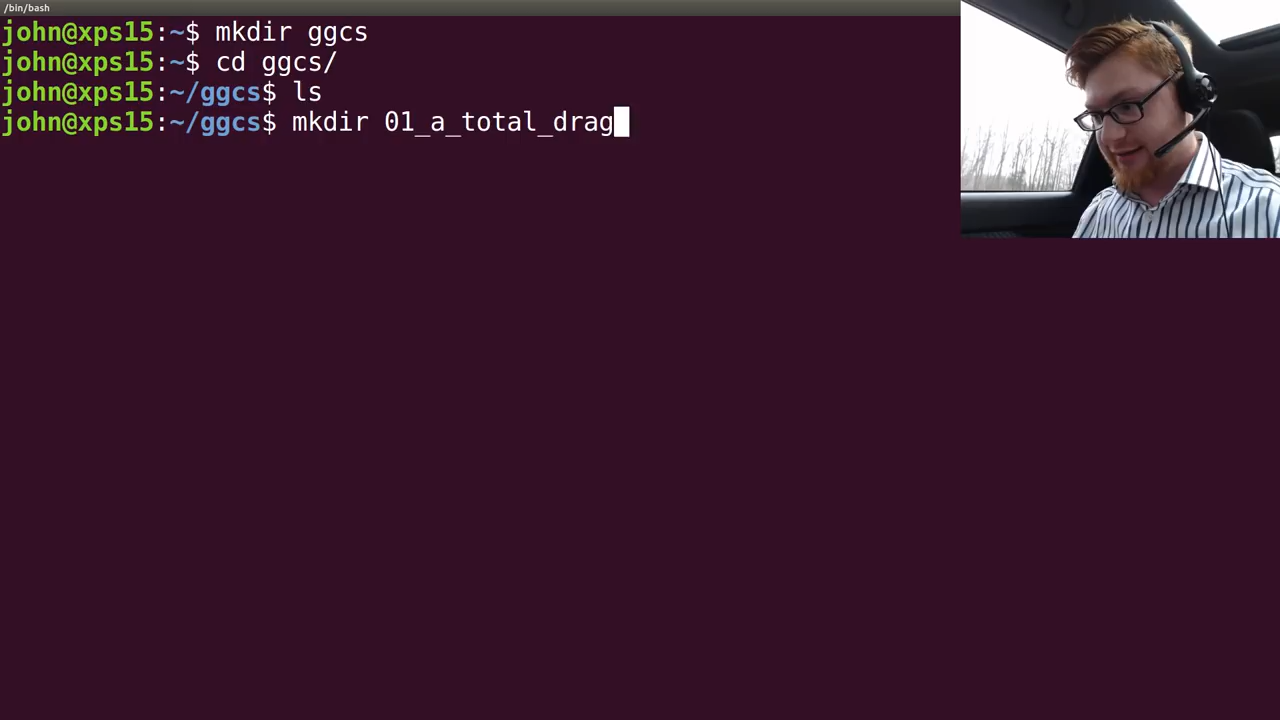 /bin/bash
john@xps15:~$ mkdir ggcs
john@xps15:~$ cd ggcs/
john@xps15:~/ggcs$ ls
john@xps15:~/ggcs$ mkdir 01_a_total_drag